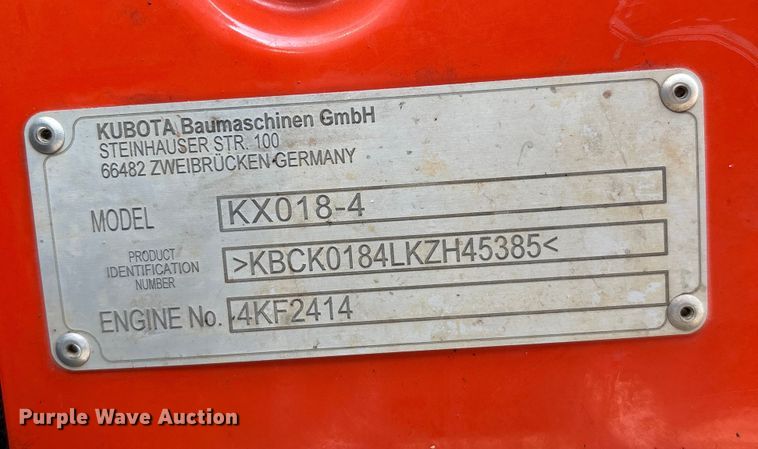 KUBOTA Baumaschinen GmbH
STEINHAUSER STR. 100
66482 ZWEIBRÜCKEN GERMANY
MODEL KX018-4
PRODUCT
IDENTIFICATION
NUMBER
>KBCK0184LKZH45385<
ENGINE No. 4KF2414
Purple Wave Auction